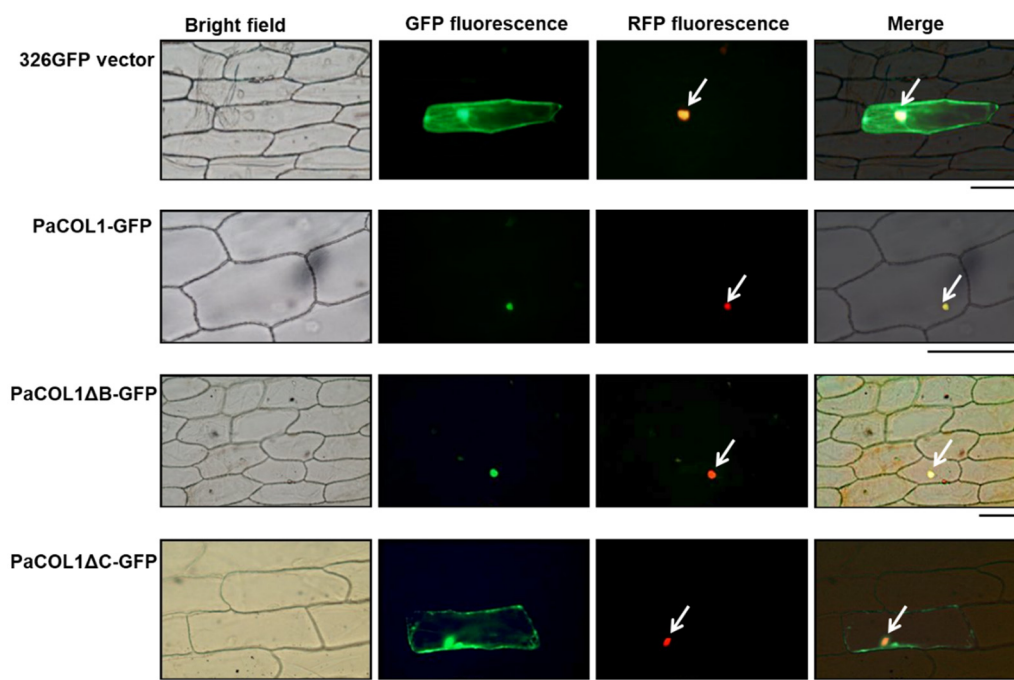 Bright field GFP fluorescence RFP fluorescence Merge
326GFP vector
PaCOL1-GFP
PaCOL1ΔB-GFP
PaCOL1ΔC-GFP